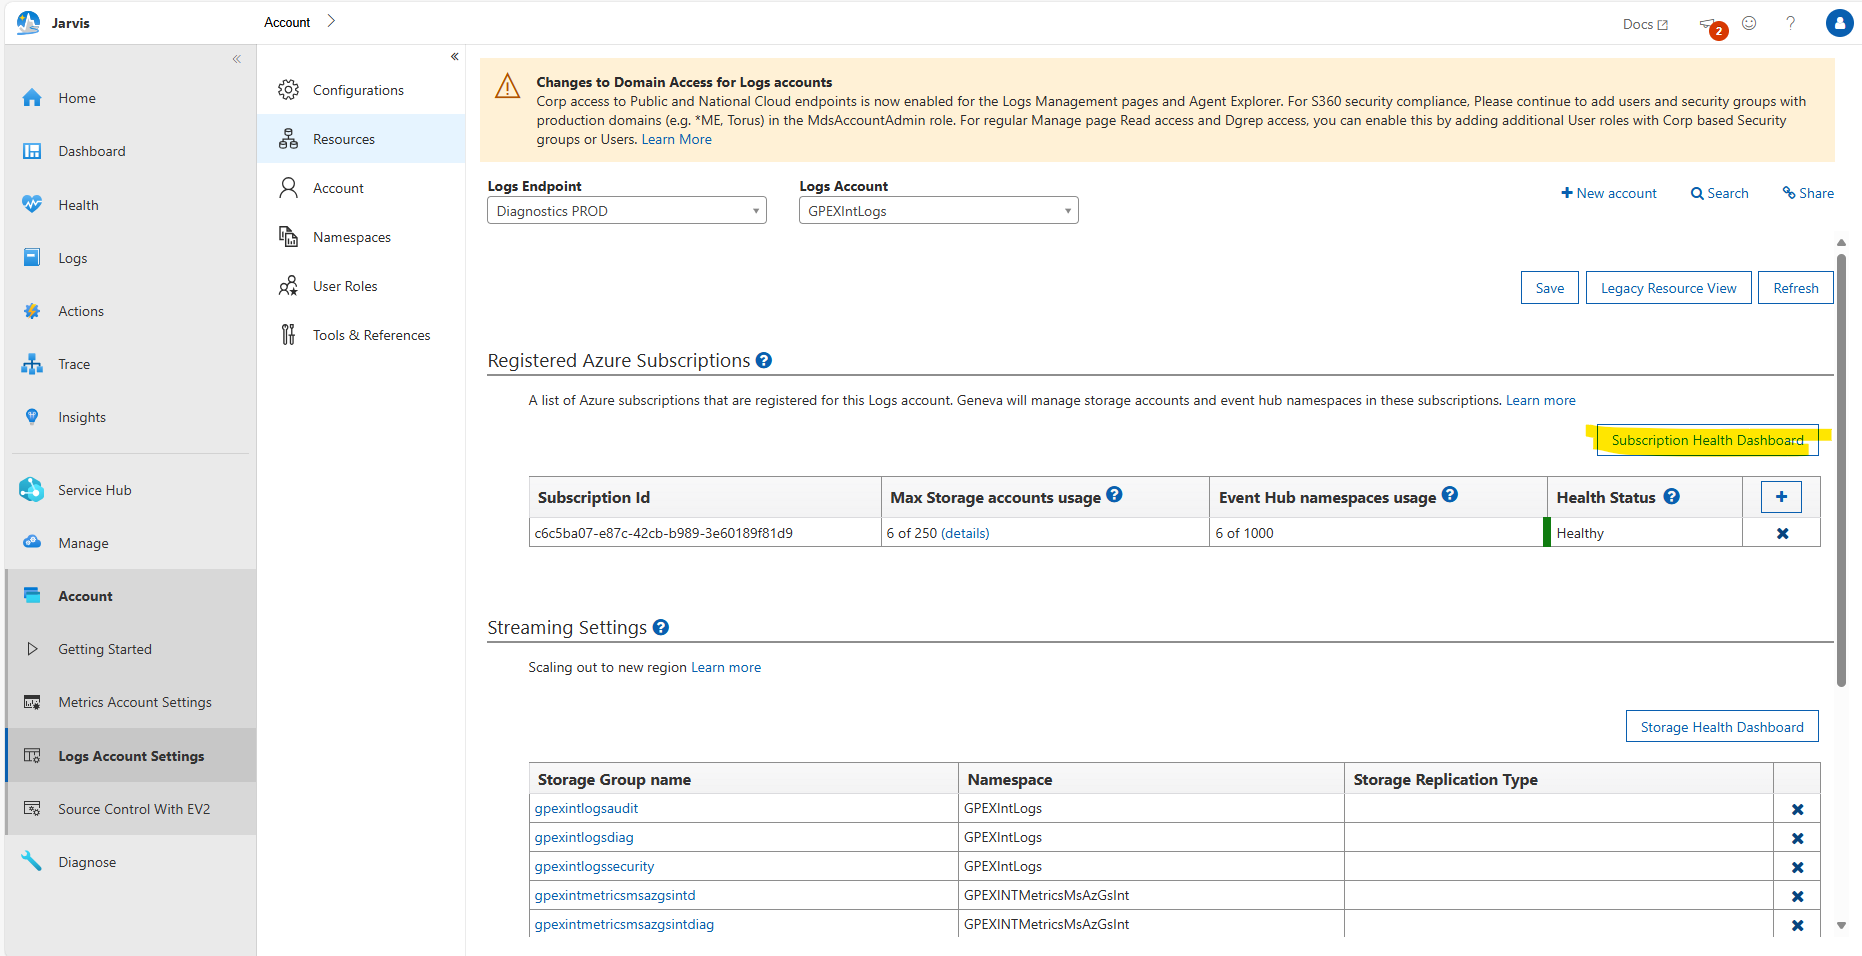 Jarvis
Account
Docs
2
?
Home
Dashboard
Health
Logs
Actions
Trace
Insights
Service Hub
Manage
Account
Getting Started
Metrics Account Settings
Logs Account Settings
Source Control With EV2
Diagnose
Configurations
Resources
Account
Namespaces
User Roles
Tools & References
Changes to Domain Access for Logs accounts
Corp access to Public and National Cloud endpoints is now enabled for the Logs Management pages and Agent Explorer. For S360 security compliance, Please continue to add users and security groups with
production domains (e.g. *ME, Torus) in the MdsAccountAdmin role. For regular Manage page Read access and Dgrep access, you can enable this by adding additional User roles with Corp based Security
groups or Users. Learn More
Logs Endpoint
Diagnostics PROD
Logs Account
GPEXIntLogs
New account
Search
Share
Save
Legacy Resource View
Refresh
Registered Azure Subscriptions ?
A list of Azure subscriptions that are registered for this Logs account. Geneva will manage storage accounts and event hub namespaces in these subscriptions. Learn more
Subscription Health Dashboard
Subscription Id Max Storage accounts usage ? Event Hub namespaces usage ? Health Status ?
c6c5ba07-e87c-42cb-b989-3e60189f81d9 6 of 250 (details) 6 of 1000 Healthy
Streaming Settings ?
Scaling out to new region Learn more
Storage Health Dashboard
Storage Group name Namespace Storage Replication Type
gpexintlogsaudit GPEXIntLogs
gpexintlogsdiag GPEXIntLogs
gpexintlogssecurity GPEXIntLogs
gpexintmetricsmsazgsintd GPEXINTMetricsMsAzGsInt
gpexintmetricsmsazgsintdiag GPEXINTMetricsMsAzGsInt